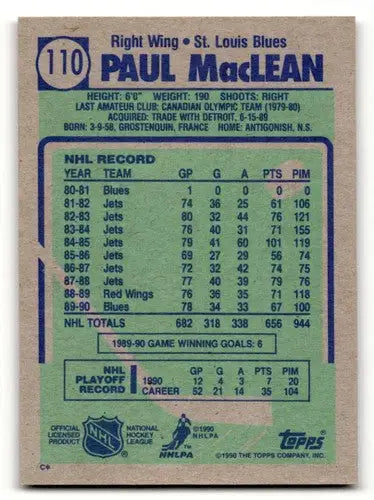 110
Right Wing • St. Louis Blues
PAUL MacLEAN
HEIGHT: 6'0" WEIGHT: 190 SHOOTS: RIGHT
LAST AMATEUR CLUB: CANADIAN OLYMPIC TEAM (1979-80)
ACQUIRED: TRADE WITH DETROIT, 6-15-89
BORN: 3-9-58, GROSTENQUIN, FRANCE HOME: ANTIGONISH, N.S.
NHL RECORD
YEAR TEAM GP G A PTS PIM
80-81 Blues 1 0 0 0 0
81-82 Jets 74 36 25 61 106
82-83 Jets 80 32 44 76 121
83-84 Jets 76 40 31 71 155
84-85 Jets 79 41 60 101 119
85-86 Jets 69 27 29 56 74
86-87 Jets 72 32 42 74 75
87-88 Jets 77 40 39 79 76
88-89 Red Wings 76 36 35 71 118
89-90 Blues 78 34 33 67 100
NHL TOTALS 682 318 338 656 944
1989-90 GAME WINNING GOALS: 6
NHL PLAYOFF RECORD
GP G A PTS PIM
1990 12 4 3 7 20
CAREER 52 21 14 35 104
OFFICIAL LICENSED PRODUCT
NHL
NATIONAL HOCKEY LEAGUE
©1990 NHLPA
NHLPA
TOPPS
©1990 THE TOPPS COMPANY, INC.
C*